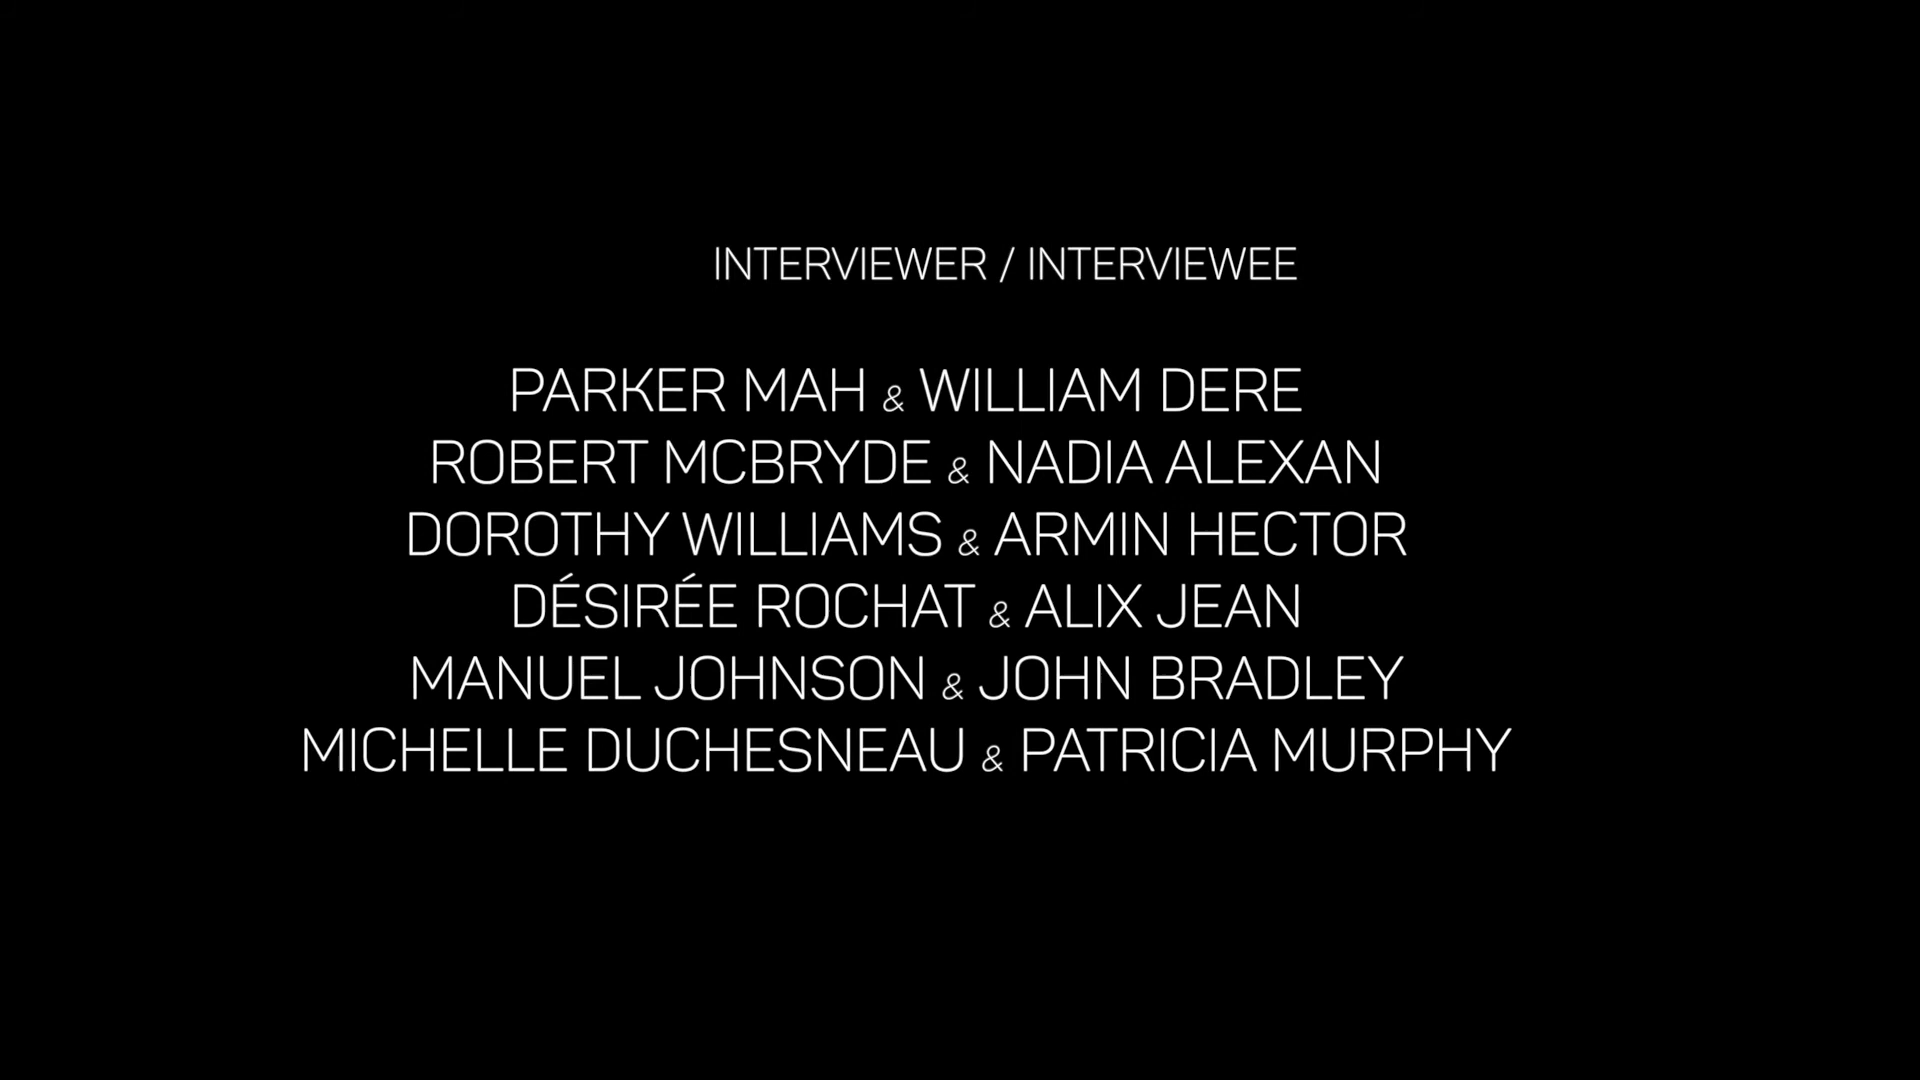 INTERVIEWER / INTERVIEWEE
PARKER MAH & WILLIAM DERE
ROBERT MCBRYDE & NADIA ALEXAN
DOROTHY WILLIAMS & ARMIN HECTOR
DÉSIRÉE ROCHAT & ALIX JEAN
MANUEL JOHNSON & JOHN BRADLEY
MICHELLE DUCHESNEAU & PATRICIA MURPHY